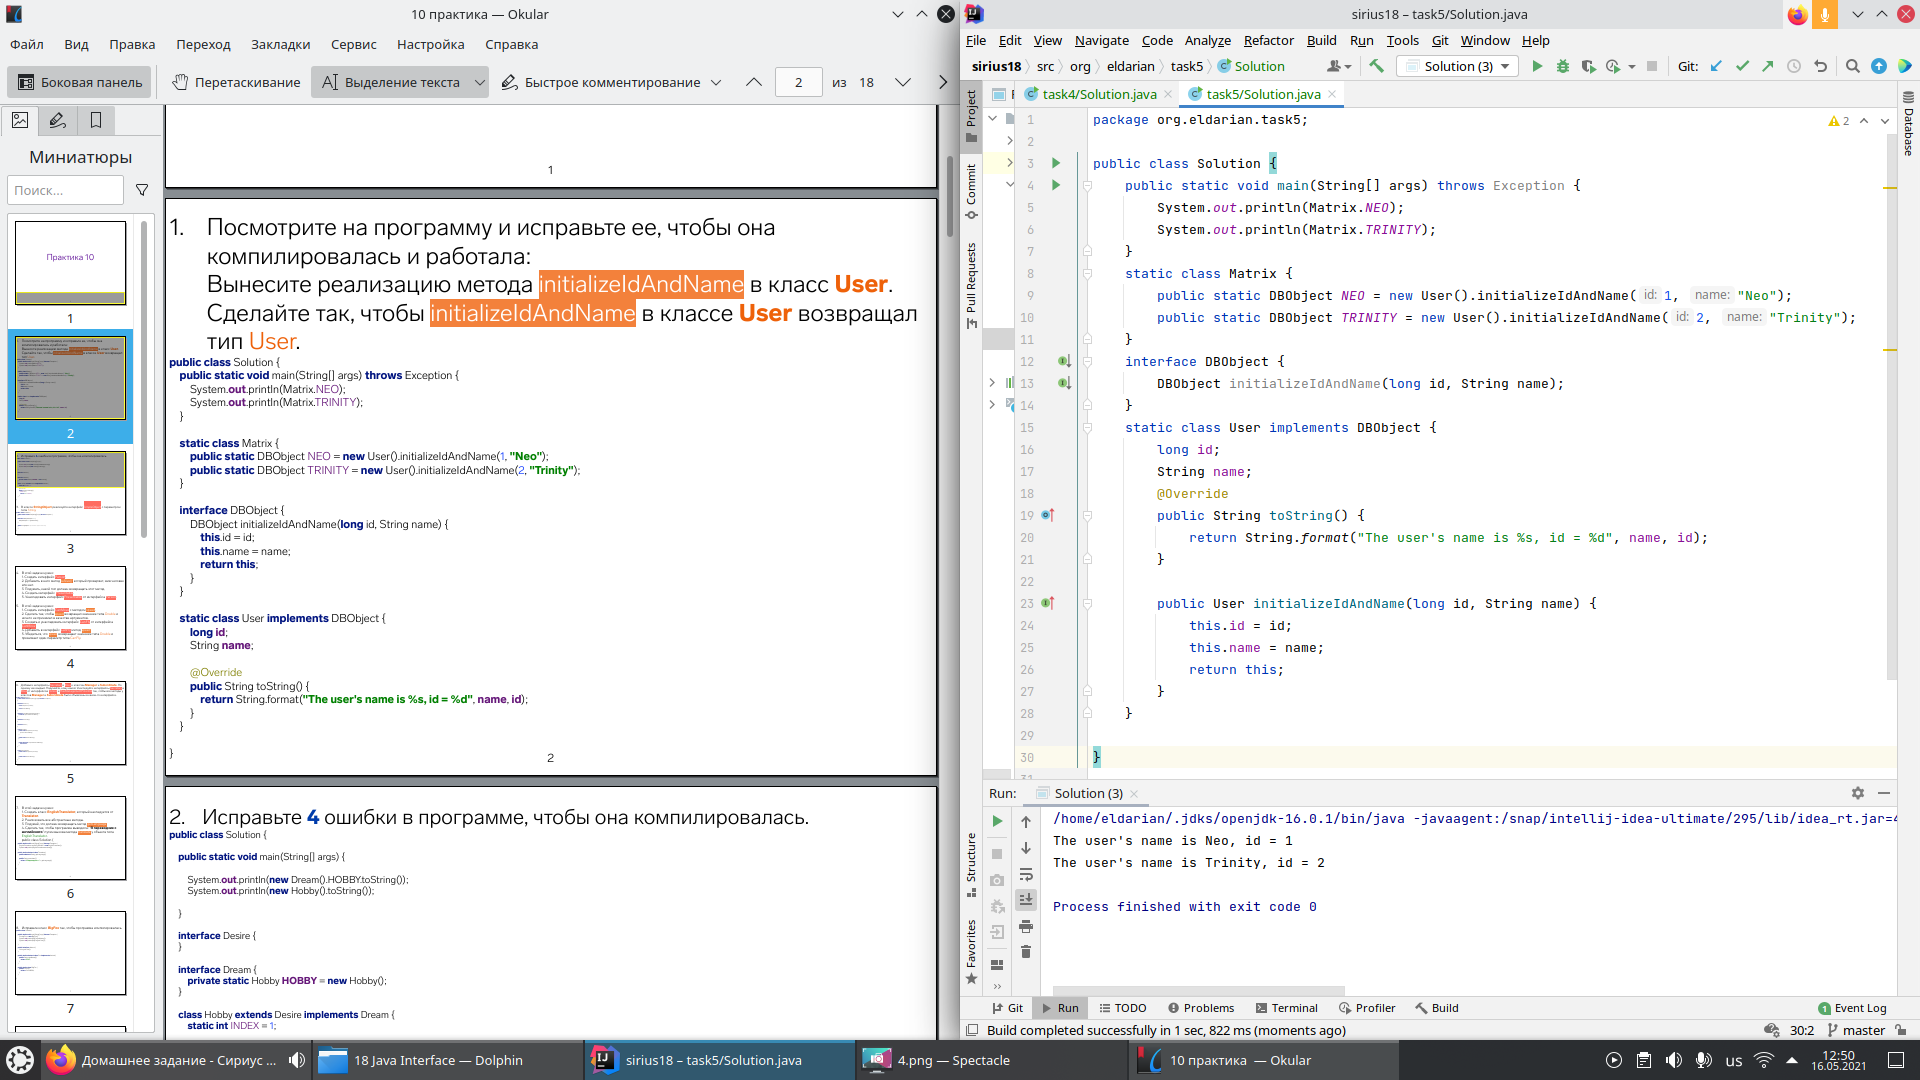 10 практика — Okular
Файл Вид Правка Переход Закладки Сервис Настройка Справка
Боковая панель Перетаскивание Выделение текста Быстрое комментирование 2 из 18
Миниатюры
Поиск...
Практика 10
1
2
3
4
5
6
7
1
1. Посмотрите на программу и исправьте ее, чтобы она
компилировалась и работала:
Вынесите реализацию метода initializeIdAndName в класс User.
Сделайте так, чтобы initializeIdAndName в классе User возвращал
тип User.
public class Solution {
public static void main(String[] args) throws Exception {
System.out.println(Matrix.NEO);
System.out.println(Matrix.TRINITY);
}
static class Matrix {
public static DBObject NEO = new User().initializeIdAndName(1, "Neo");
public static DBObject TRINITY = new User().initializeIdAndName(2, "Trinity");
}
interface DBObject {
DBObject initializeIdAndName(long id, String name) {
this.id = id;
this.name = name;
return this;
}
}
static class User implements DBObject {
long id;
String name;
@Override
public String toString() {
return String.format("The user's name is %s, id = %d", name, id);
}
}
}
2
2. Исправьте 4 ошибки в программе, чтобы она компилировалась.
public class Solution {
public static void main(String[] args) {
System.out.println(new Dream().HOBBY.toString());
System.out.println(new Hobby().toString());
}
interface Desire {
}
interface Dream {
private static Hobby HOBBY = new Hobby();
}
class Hobby extends Desire implements Dream {
static int INDEX = 1;
sirius18 – task5/Solution.java
File Edit View Navigate Code Analyze Refactor Build Run Tools Git Window Help
sirius18 src org eldarian task5 Solution Solution (3) Git:
task4/Solution.java task5/Solution.java
Project
Commit
Pull Requests
Structure
Favorites
Database
2
1 package org.eldarian.task5;
2
3 public class Solution {
4 public static void main(String[] args) throws Exception {
5 System.out.println(Matrix.NEO);
6 System.out.println(Matrix.TRINITY);
7 }
8 static class Matrix {
9 public static DBObject NEO = new User().initializeIdAndName( id: 1, name: "Neo");
10 public static DBObject TRINITY = new User().initializeIdAndName( id: 2, name: "Trinity");
11 }
12 interface DBObject {
13 DBObject initializeIdAndName(long id, String name);
14 }
15 static class User implements DBObject {
16 long id;
17 String name;
18 @Override
19 public String toString() {
20 return String.format("The user's name is %s, id = %d", name, id);
21 }
22
23 public User initializeIdAndName(long id, String name) {
24 this.id = id;
25 this.name = name;
26 return this;
27 }
28 }
29
30 }
Run: Solution (3)
/home/eldarian/.jdks/openjdk-16.0.1/bin/java -javaagent:/snap/intellij-idea-ultimate/295/lib/idea_rt.jar=4
The user's name is Neo, id = 1
The user's name is Trinity, id = 2
Process finished with exit code 0
Git Run TODO Problems Terminal Profiler Build 1 Event Log
Build completed successfully in 1 sec, 822 ms (moments ago) 30:2 master
Домашнее задание - Сириус ... 18 Java Interface — Dolphin sirius18 – task5/Solution.java 4.png — Spectacle 10 практика — Okular us 12:50
16.05.2021